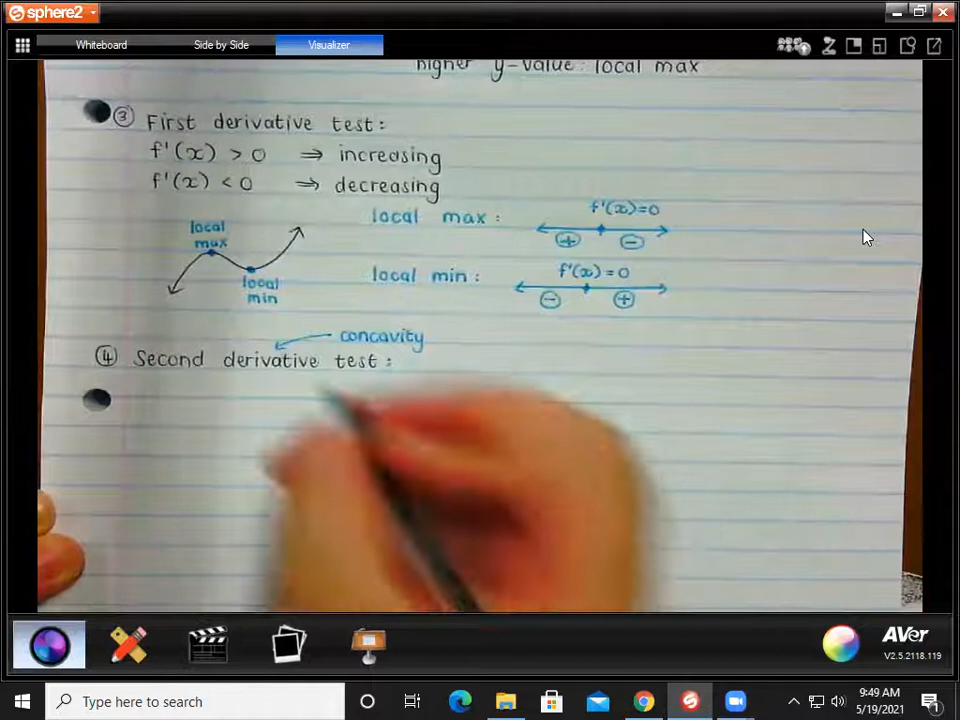 sphere2
Whiteboard
Side by Side
Visualizer
higher y-value: local max
③ First derivative test:
f'(x) > 0 ⇒ increasing
f'(x) < 0 ⇒ decreasing
local max
local min
local max: f'(x)=0
+ −
local min: f'(x)=0
− +
concavity
④ Second derivative test:
AVer
V2.5.2118.119
Type here to search
9:49 AM
5/19/2021
1